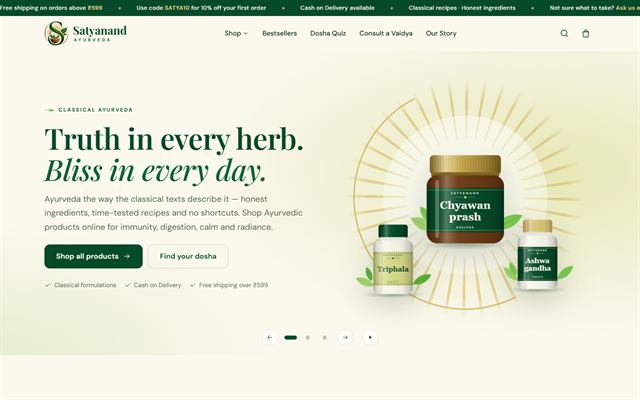 Free shipping on orders above ₹599 • Use code SATYA10 for 10% off your first order • Cash on Delivery available • Classical recipes · Honest ingredients • Not sure what to take? Ask us o
Satyanand
AYURVEDA
Shop Bestsellers Dosha Quiz Consult a Vaidya Our Story
CLASSICAL AYURVEDA
Truth in every herb.
Bliss in every day.
Ayurveda the way the classical texts describe it — honest
ingredients, time-tested recipes and no shortcuts. Shop Ayurvedic
products online for immunity, digestion, calm and radiance.
Shop all products → Find your dosha
✓ Classical formulations ✓ Cash on Delivery ✓ Free shipping over ₹599
SATYANAND
Chyawan
prash
AVALEHA
Triphala
TABLETS
Ashwa
gandha
TABLETS